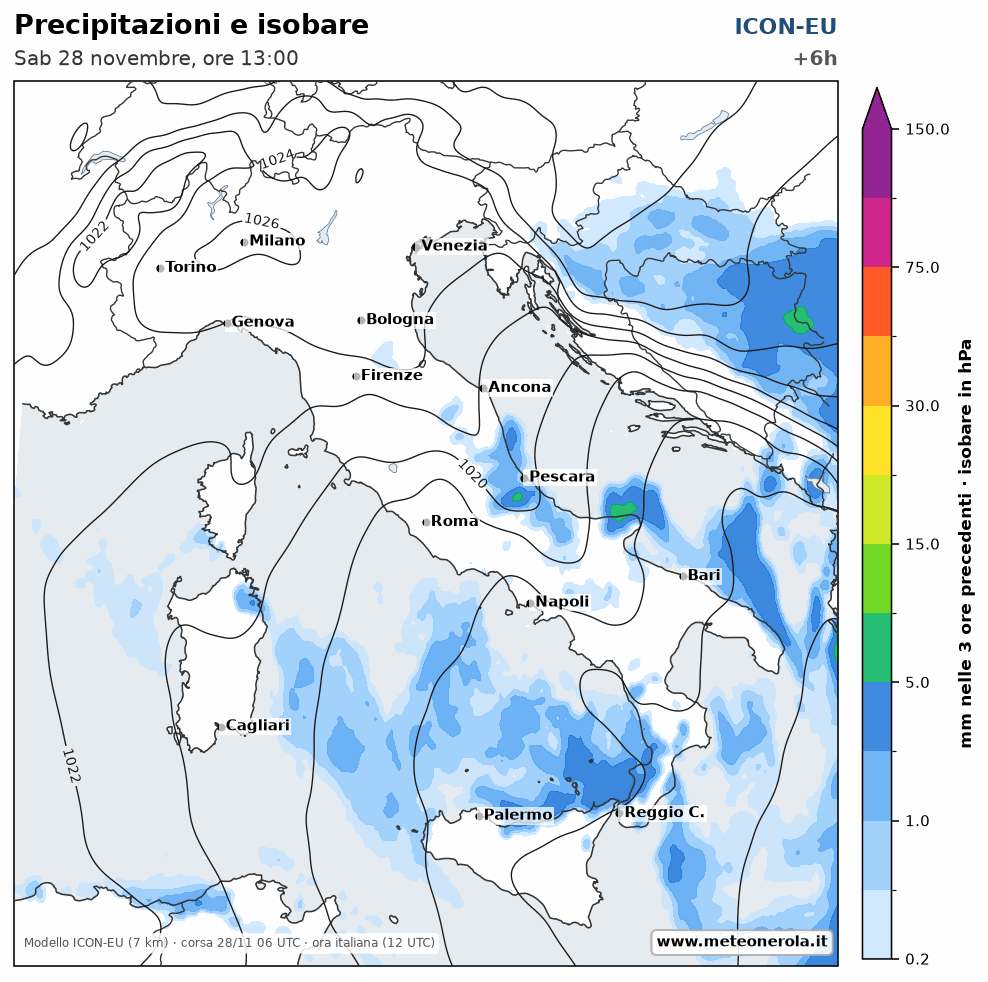 Precipitazioni e isobare
ICON-EU
Sab 28 novembre, ore 13:00
+6h
1024
1022
1026
Milano
Venezia
Torino
Genova
Bologna
Firenze
Ancona
1020
Pescara
Roma
Bari
Napoli
Cagliari
1022
Palermo
Reggio C.
Modello ICON-EU (7 km) · corsa 28/11 06 UTC · ora italiana (12 UTC)
www.meteonerola.it
150.0
75.0
30.0
15.0
5.0
1.0
0.2
mm nelle 3 ore precedenti · isobare in hPa